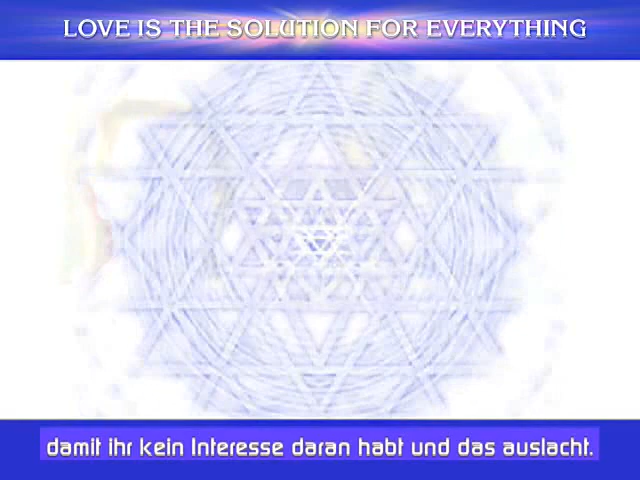 LOVE IS THE SOLUTION FOR EVERYTHING
damit ihr kein Interesse daran habt und das auslacht.